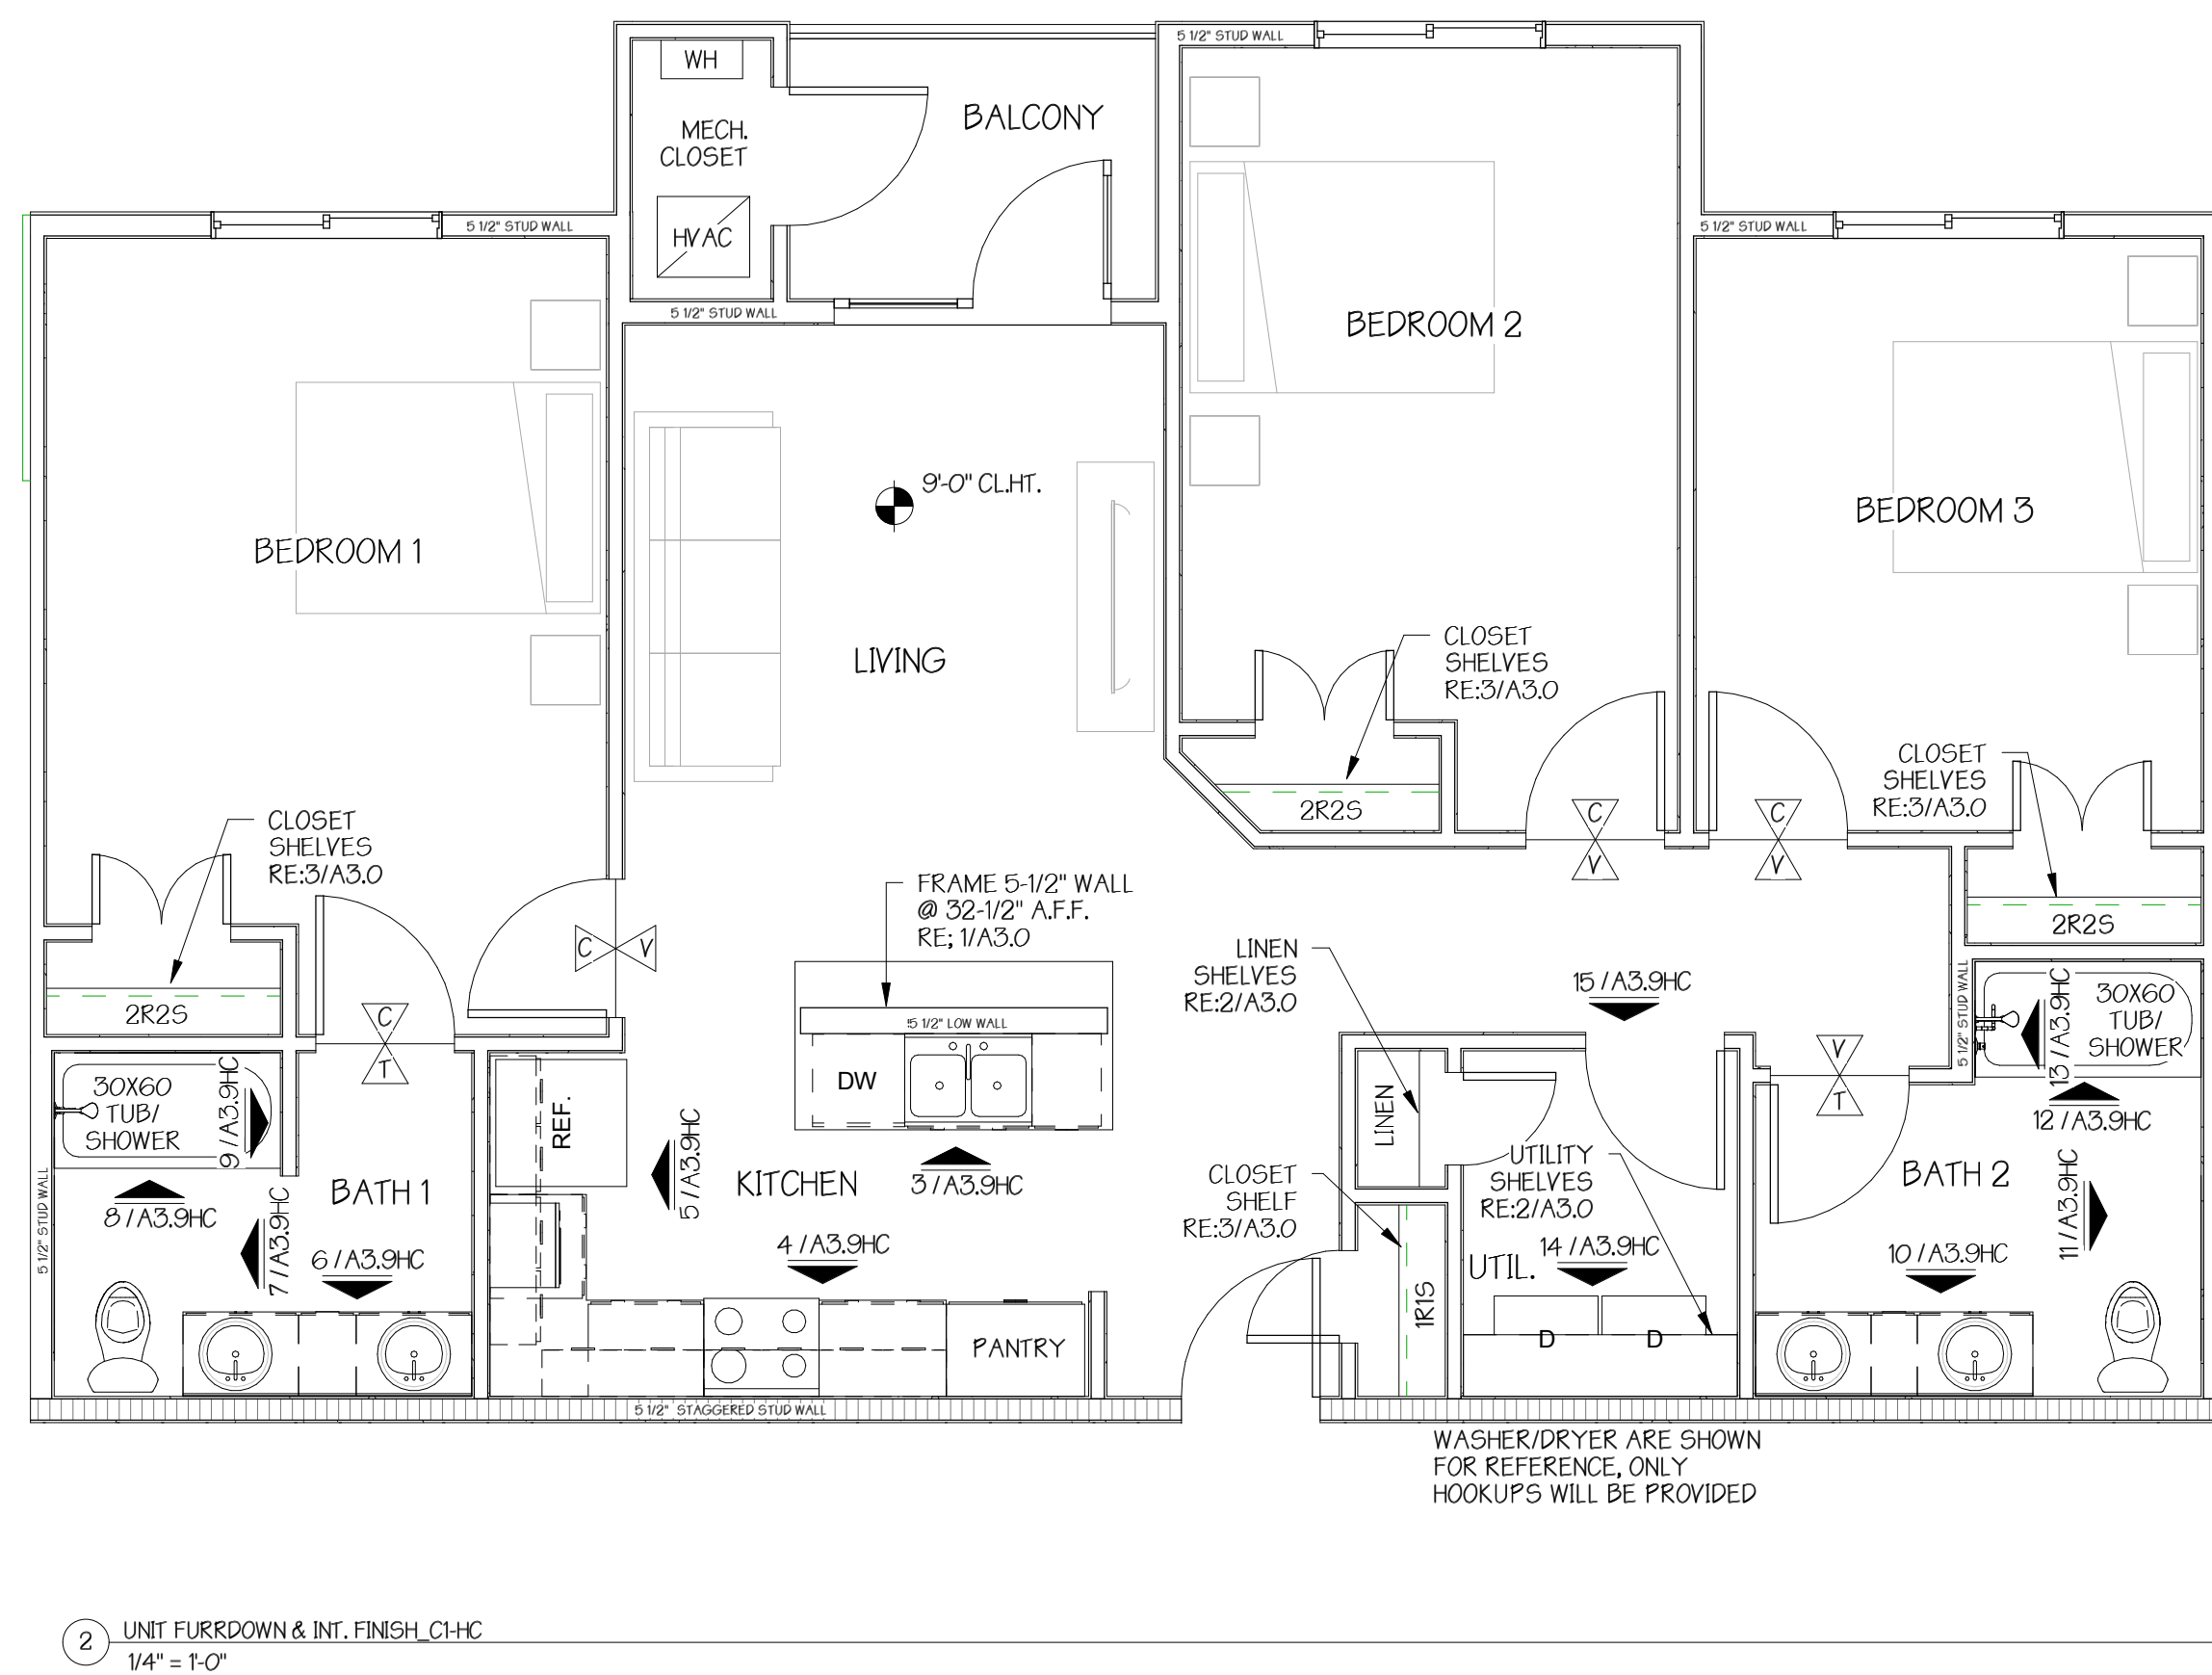 5 1/2" STUD WALL
WH
MECH.
CLOSET
BALCONY
HVAC
5 1/2" STUD WALL
5 1/2" STUD WALL
5 1/2" STUD WALL
BEDROOM 2
9'-0" CL.HT.
BEDROOM 3
BEDROOM 1
LIVING
CLOSET
SHELVES
RE:3/A3.0
CLOSET
SHELVES
RE:3/A3.0
2R2S
C
V
C
V
CLOSET
SHELVES
RE:3/A3.0
2R2S
FRAME 5-1/2" WALL
@ 32-1/2" A.F.F.
RE; 1/A3.0
C
V
LINEN
SHELVES
RE:2/A3.0
15 / A3.9HC
5 1/2" STUD WALL
13 / A3.9HC
30X60
TUB/
SHOWER
2R2S
C
T
5 1/2" LOW WALL
DW
REF.
30X60
TUB/
SHOWER
9 / A3.9HC
V
T
12 / A3.9HC
LINEN
5 / A3.9HC
KITCHEN
3 / A3.9HC
CLOSET
SHELF
RE:3/A3.0
UTILITY
SHELVES
RE:2/A3.0
BATH 2
11 / A3.9HC
5 1/2" STUD WALL
8 / A3.9HC
7 / A3.9HC
BATH 1
6 / A3.9HC
4 / A3.9HC
UTIL.
14 / A3.9HC
10 / A3.9HC
1R1S
D
D
PANTRY
5 1/2" STAGGERED STUD WALL
WASHER/DRYER ARE SHOWN
FOR REFERENCE, ONLY
HOOKUPS WILL BE PROVIDED
2
UNIT FURRDOWN & INT. FINISH_C1-HC
1/4" = 1'-0"